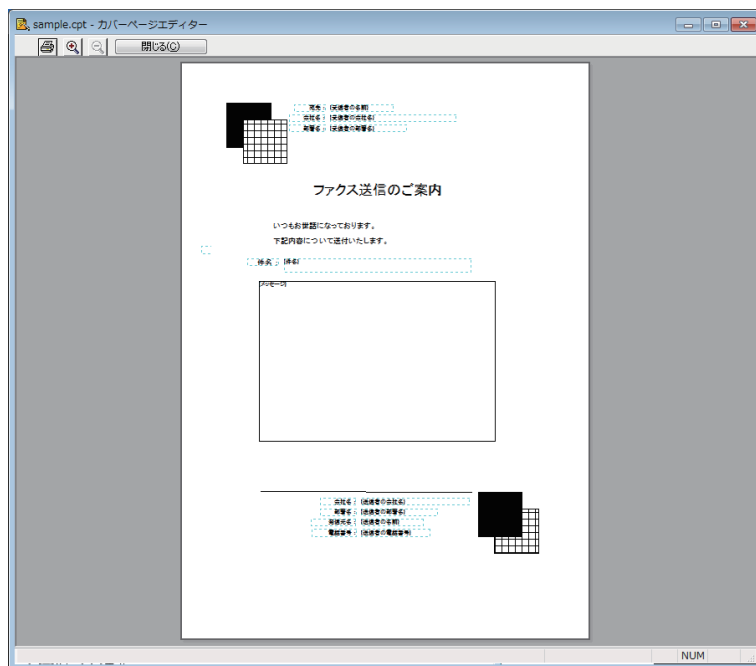 sample.cpt - カバーページエディター
閉じる(C)
宛先: {受信者の名前}
会社名: {受信者の会社名}
部署名: {受信者の部署名}
ファクス送信のご案内
いつもお世話になっております。
下記内容について送付いたします。
件名: {件名}
{メッセージ}
会社名: {送信者の会社名}
部署名: {送信者の部署名}
発信元名: {送信者の名前}
電話番号: {送信者の電話番号}
NUM